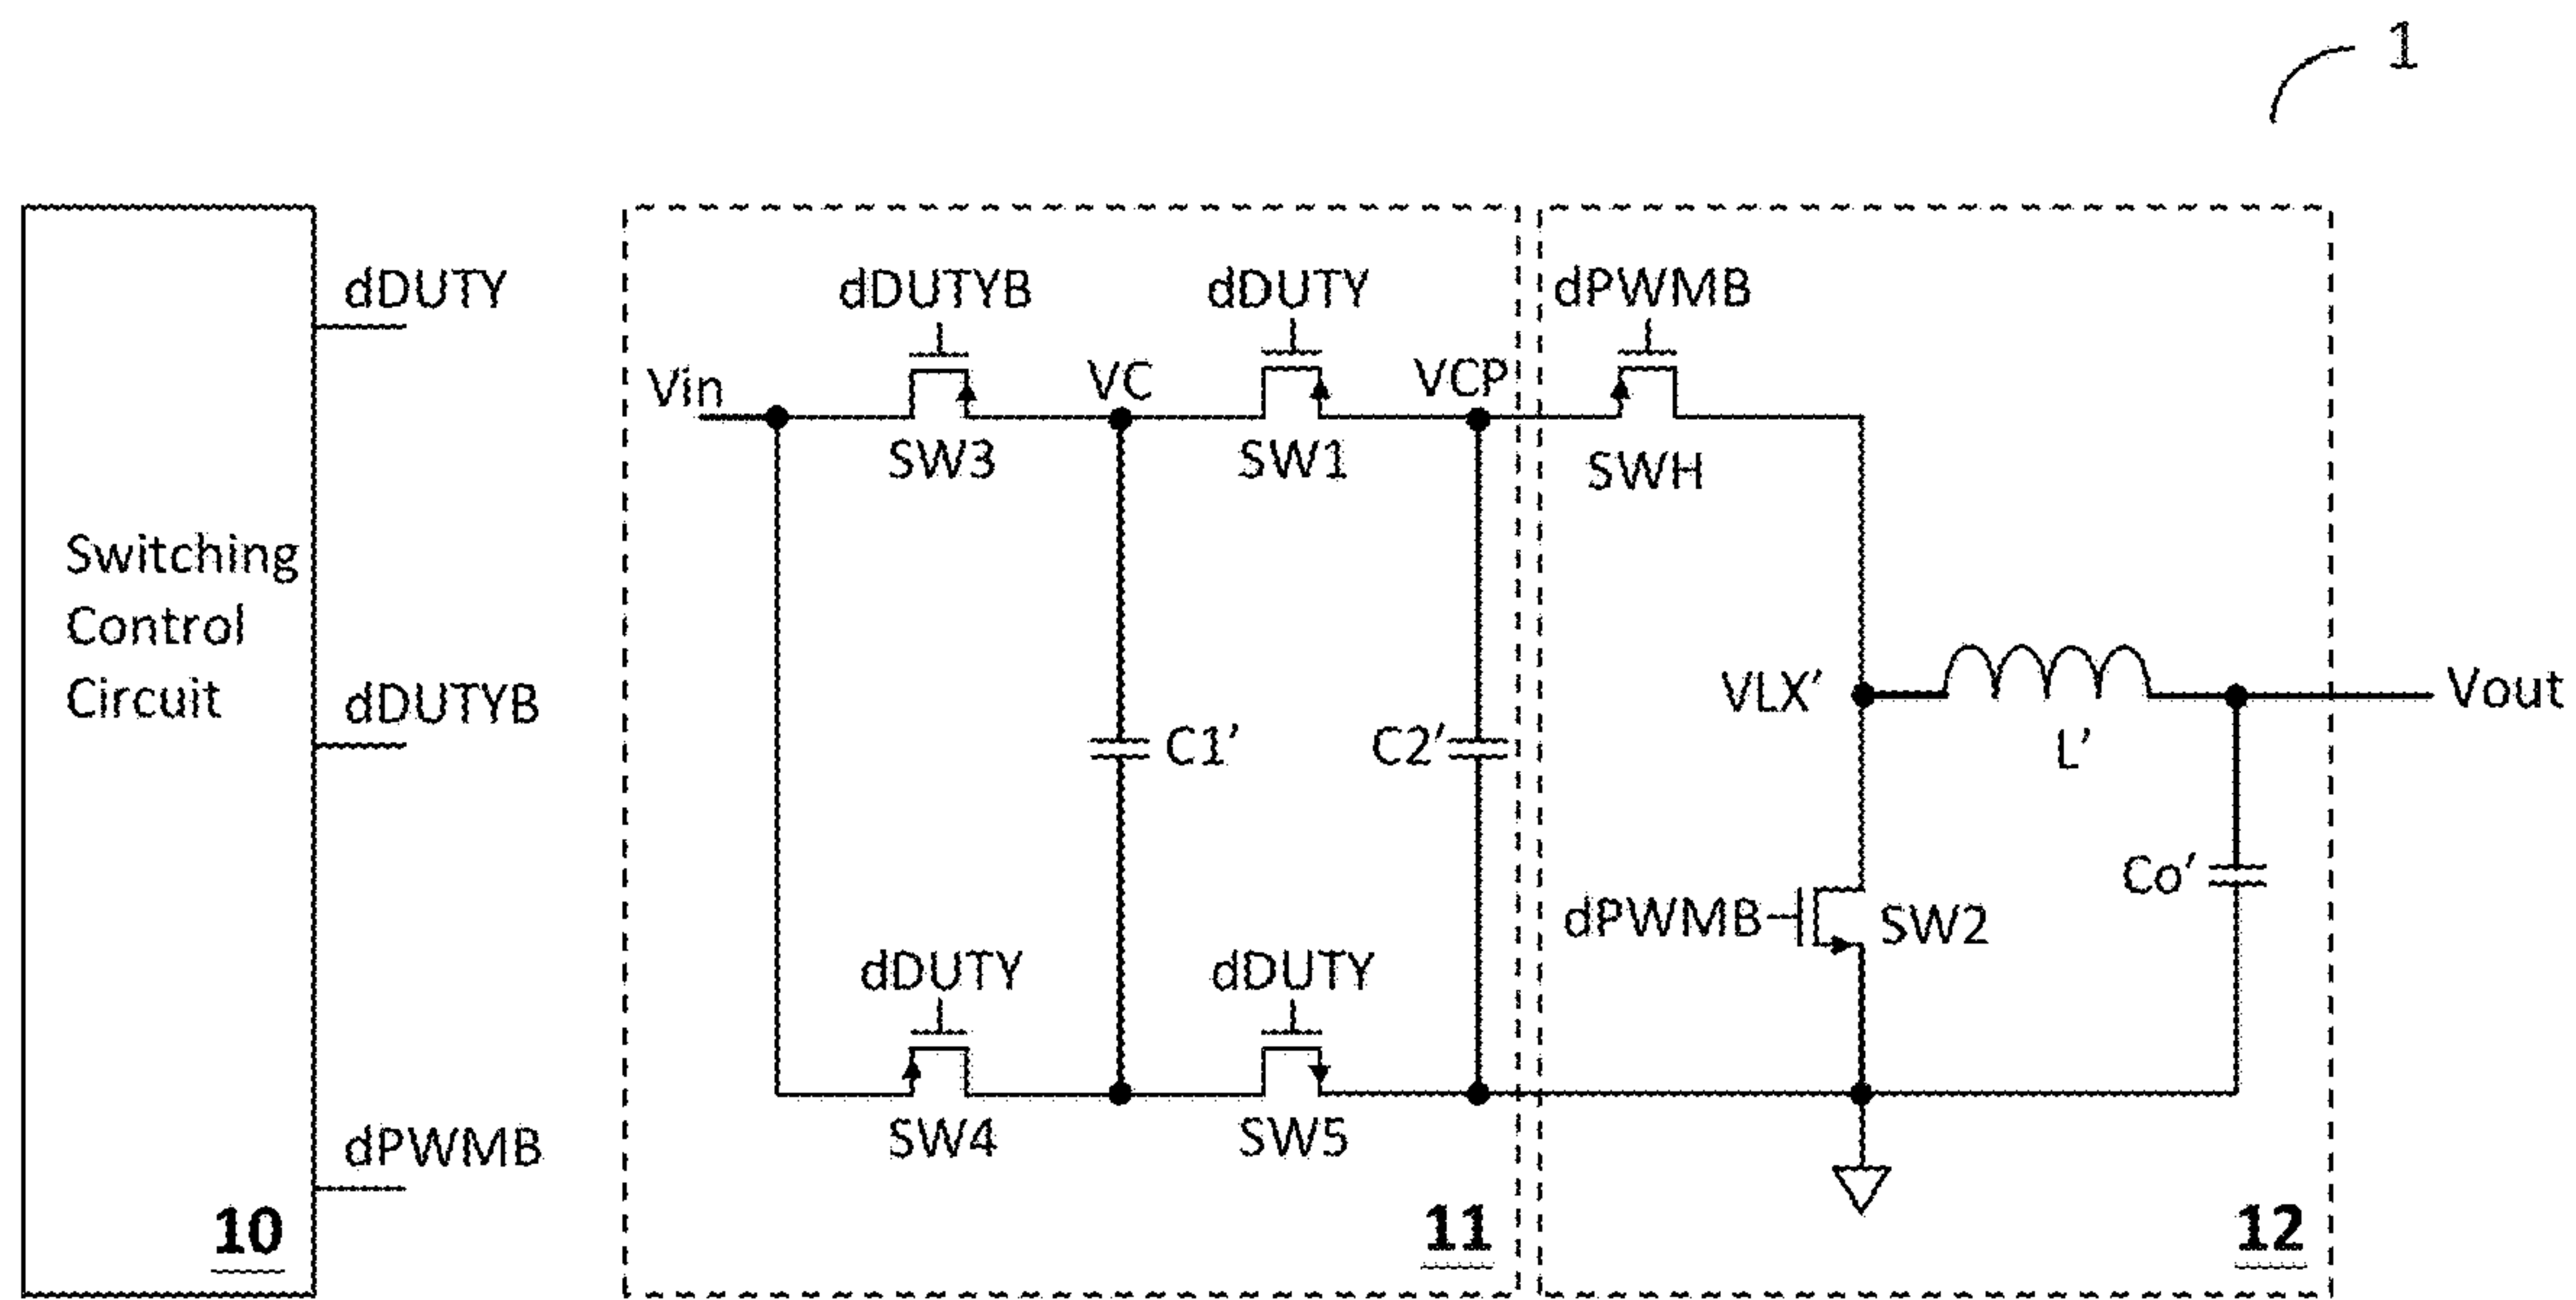 1
dDUTY
dDUTYB
dDUTY
dPWMB
Vin
VC
VCP
SW3
SW1
SWH
Switching
Control
Circuit
dDUTYB
VLX'
Vout
C1'
C2'
L'
Co'
dPWMB
SW2
dDUTY
dDUTY
SW4
SW5
dPWMB
10
11
12